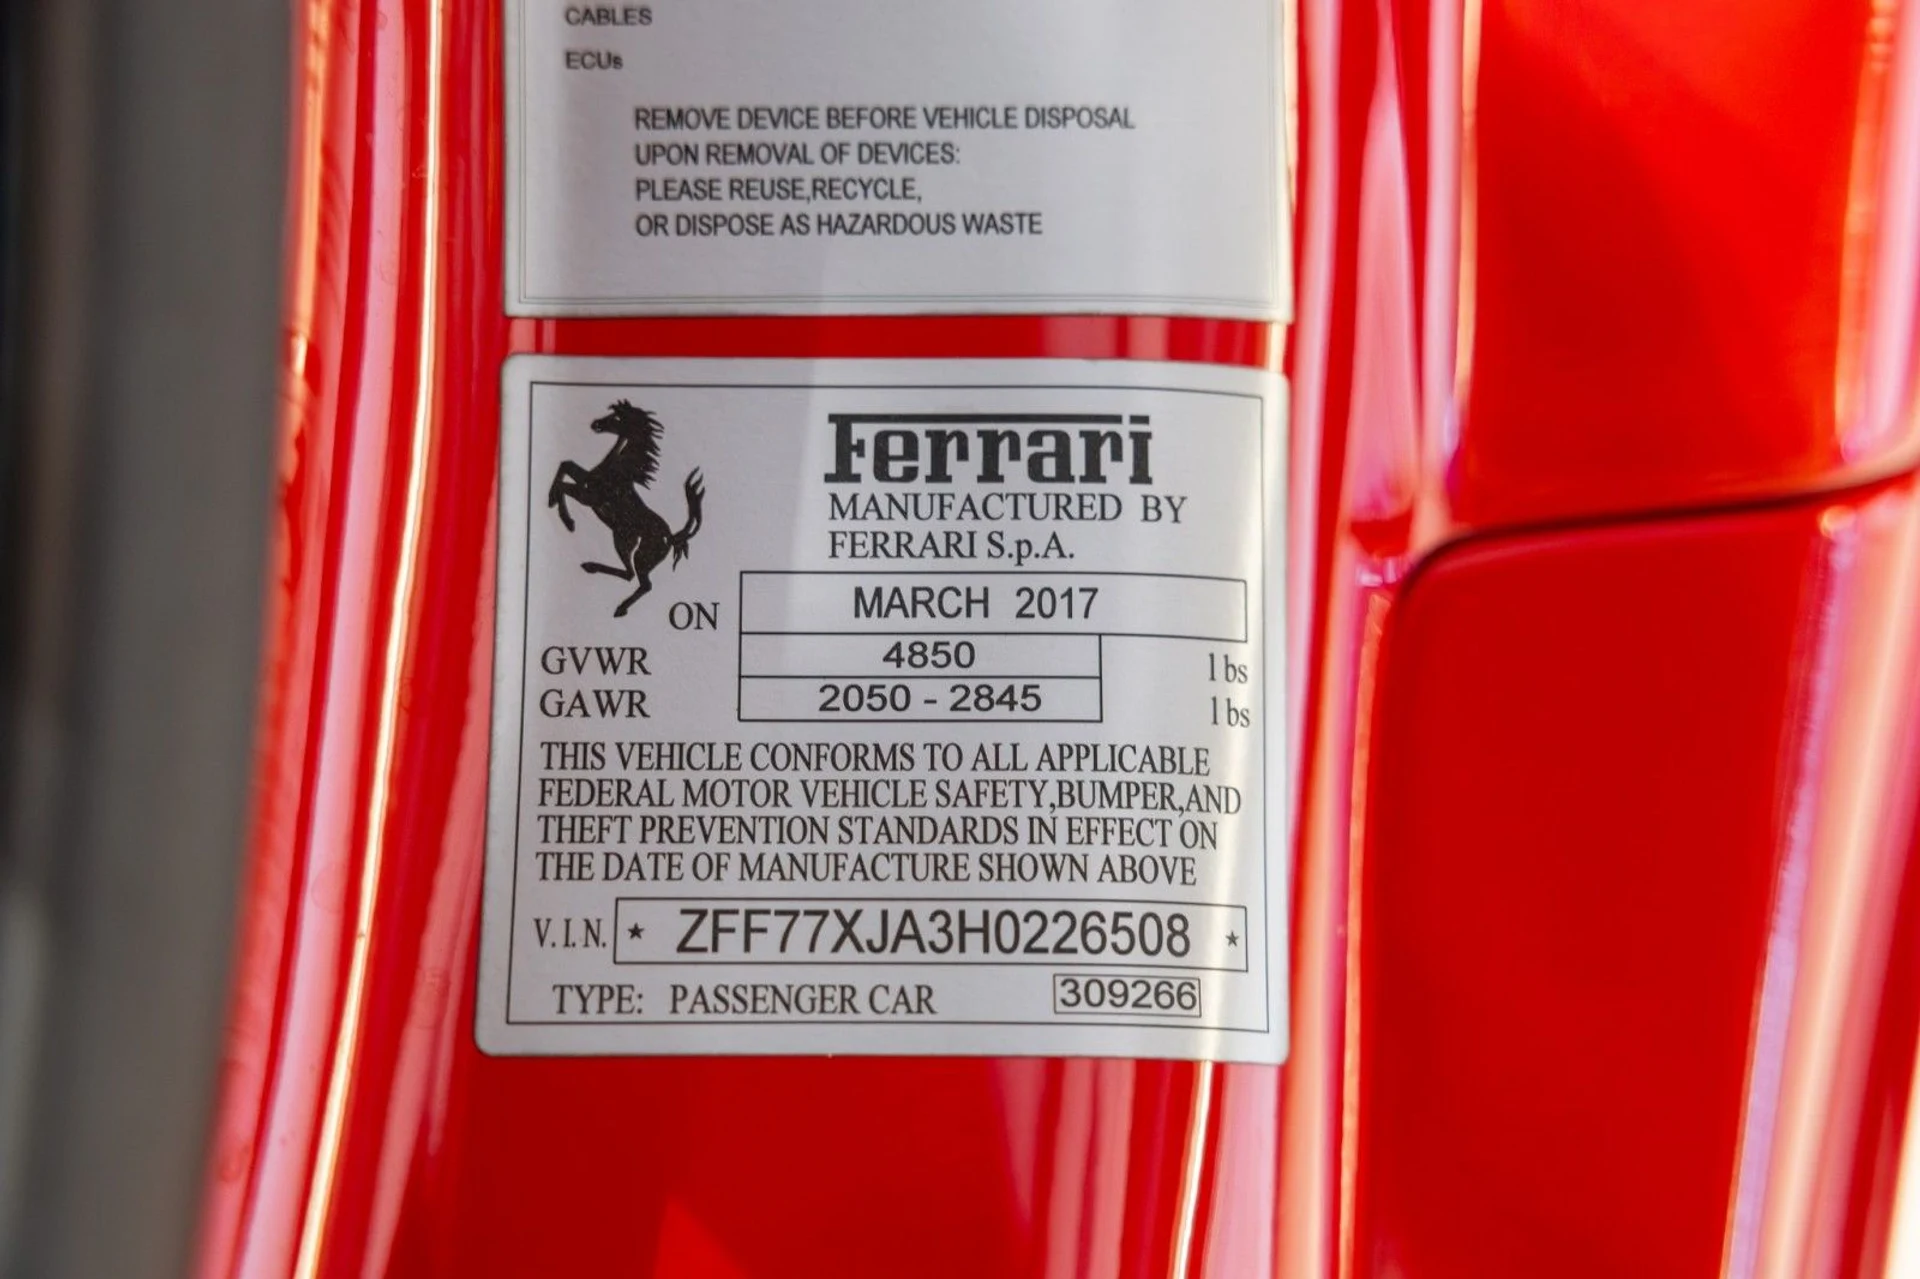 CABLES
ECUs
REMOVE DEVICE BEFORE VEHICLE DISPOSAL
UPON REMOVAL OF DEVICES:
PLEASE REUSE,RECYCLE,
OR DISPOSE AS HAZARDOUS WASTE
Ferrari
MANUFACTURED BY
FERRARI S.p.A.
ON MARCH 2017
GVWR 4850 lbs
GAWR 2050 - 2845 lbs
THIS VEHICLE CONFORMS TO ALL APPLICABLE
FEDERAL MOTOR VEHICLE SAFETY,BUMPER,AND
THEFT PREVENTION STANDARDS IN EFFECT ON
THE DATE OF MANUFACTURE SHOWN ABOVE
V.I.N. ★ ZFF77XJA3H0226508 ★
TYPE: PASSENGER CAR 309266